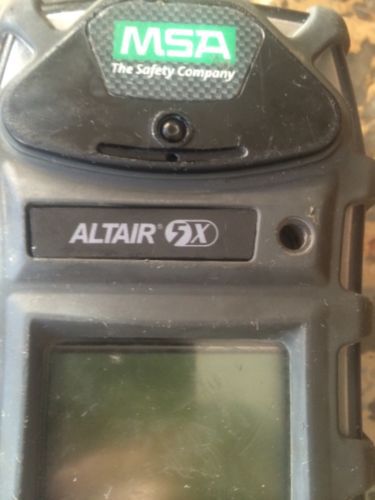 MSA
The Safety Company
ALTAIR® 5X